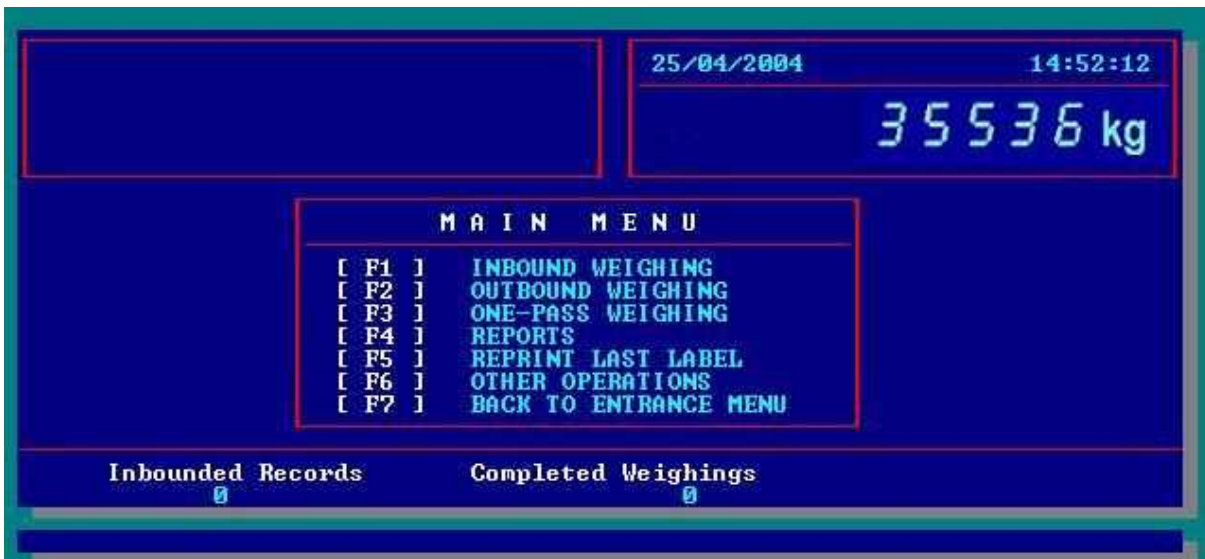 25/04/2004 14:52:12
35536 kg
MAIN MENU
[ F1 ] INBOUND WEIGHING
[ F2 ] OUTBOUND WEIGHING
[ F3 ] ONE-PASS WEIGHING
[ F4 ] REPORTS
[ F5 ] REPRINT LAST LABEL
[ F6 ] OTHER OPERATIONS
[ F7 ] BACK TO ENTRANCE MENU
Inbounded Records Completed Weighings
0 0